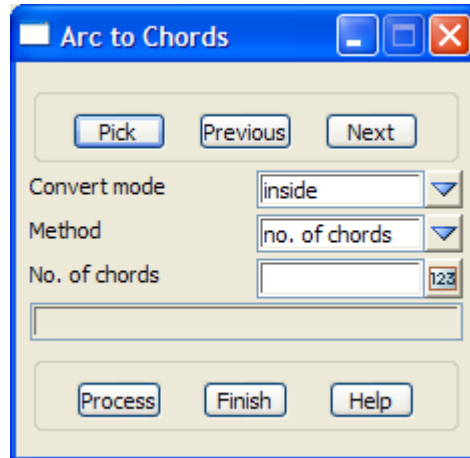 Arc to Chords
Pick Previous Next
Convert mode inside
Method no. of chords
No. of chords 123
Process Finish Help